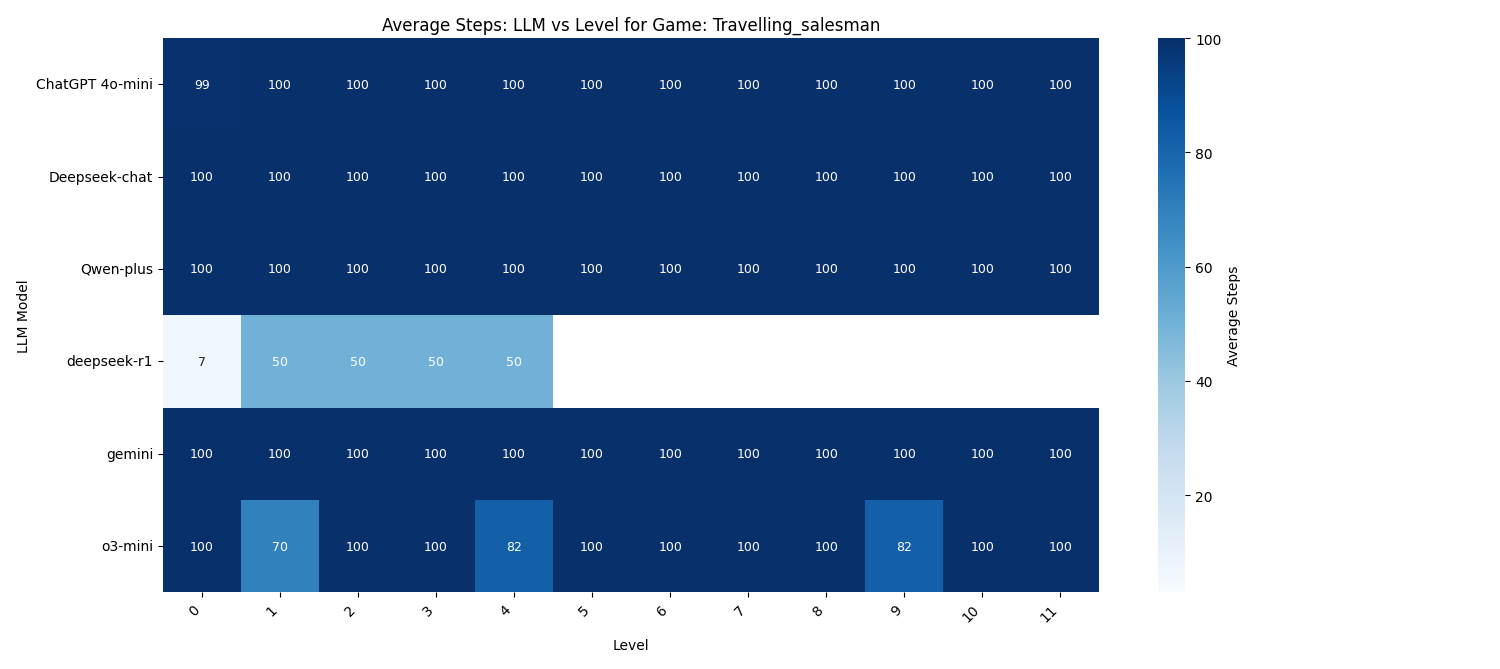 Average Steps: LLM vs Level for Game: Travelling_salesman
ChatGPT 4o-mini 99 100 100 100 100 100 100 100 100 100 100 100
Deepseek-chat 100 100 100 100 100 100 100 100 100 100 100 100
Qwen-plus 100 100 100 100 100 100 100 100 100 100 100 100
deepseek-r1 7 50 50 50 50
gemini 100 100 100 100 100 100 100 100 100 100 100 100
o3-mini 100 70 100 100 82 100 100 100 100 82 100 100
0 1 2 3 4 5 6 7 8 9 10 11
Level
LLM Model
100
80
60
40
20
Average Steps